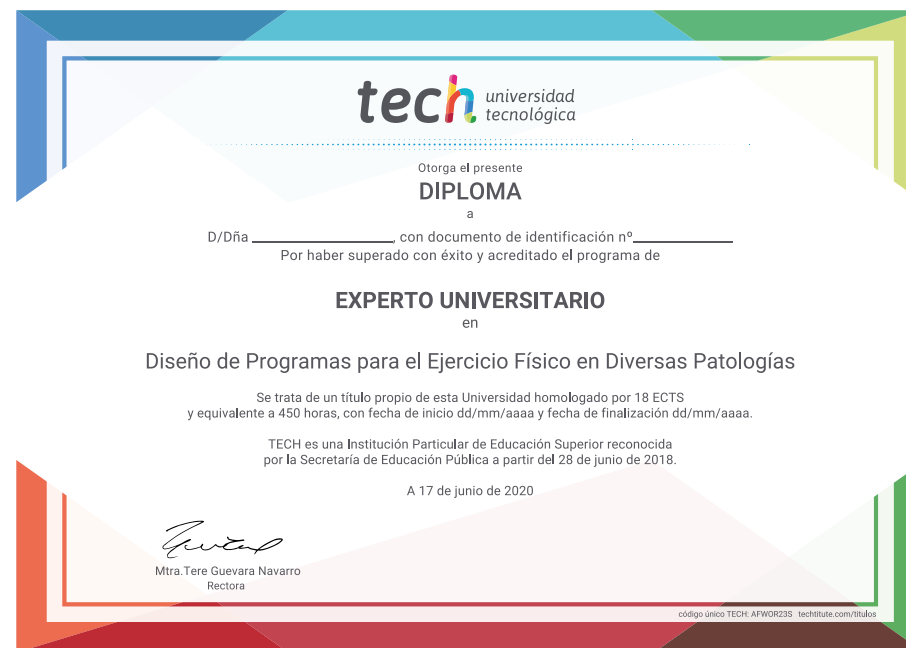 tech universidad
tecnológica
Otorga el presente
DIPLOMA
a
D/Dña ____________________, con documento de identificación nº______________
Por haber superado con éxito y acreditado el programa de
EXPERTO UNIVERSITARIO
en
Diseño de Programas para el Ejercicio Físico en Diversas Patologías
Se trata de un título propio de esta Universidad homologado por 18 ECTS
y equivalente a 450 horas, con fecha de inicio dd/mm/aaaa y fecha de finalización dd/mm/aaaa.
TECH es una Institución Particular de Educación Superior reconocida
por la Secretaría de Educación Pública a partir del 28 de junio de 2018.
A 17 de junio de 2020
Mtra.Tere Guevara Navarro
Rectora
código único TECH: AFWOR23S techtitute.com/titulos